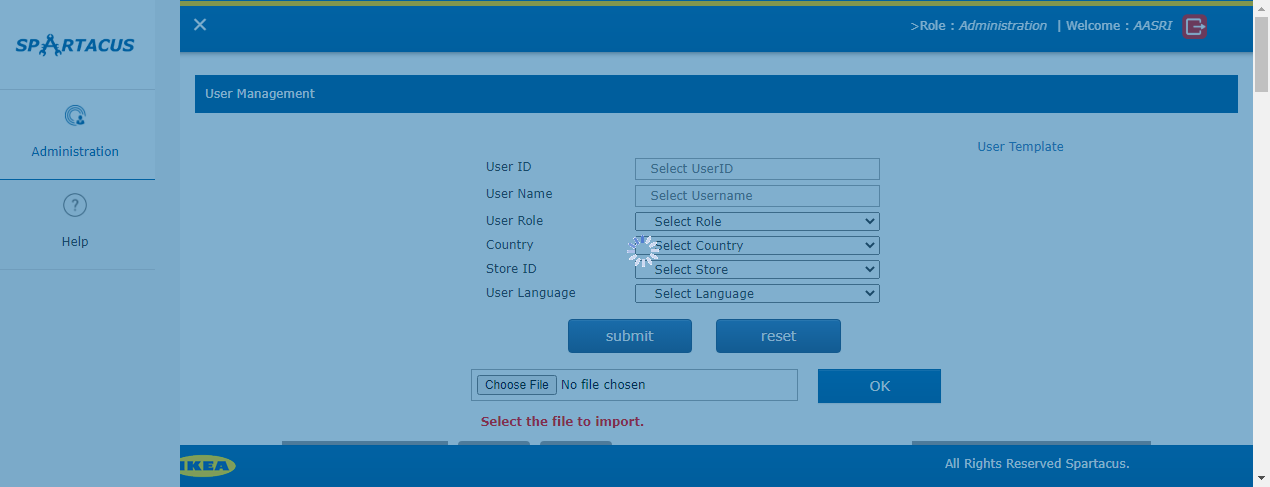 SPARTACUS
>Role : Administration | Welcome : AASRI
User Management
Administration
Help
User Template
User ID Select UserID
User Name Select Username
User Role Select Role
Country Select Country
Store ID Select Store
User Language Select Language
submit reset
Choose File No file chosen OK
Select the file to import.
IKEA All Rights Reserved Spartacus.